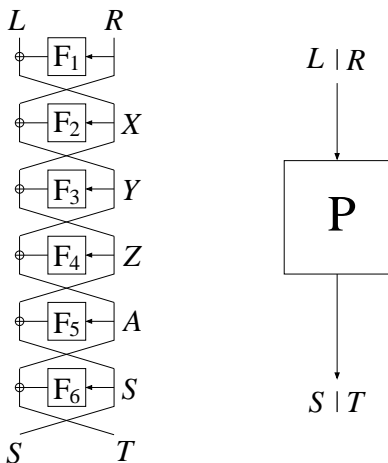 L R
F1
F2 X
F3 Y
F4 Z
F5 A
F6 S
S T
L | R
P
S | T